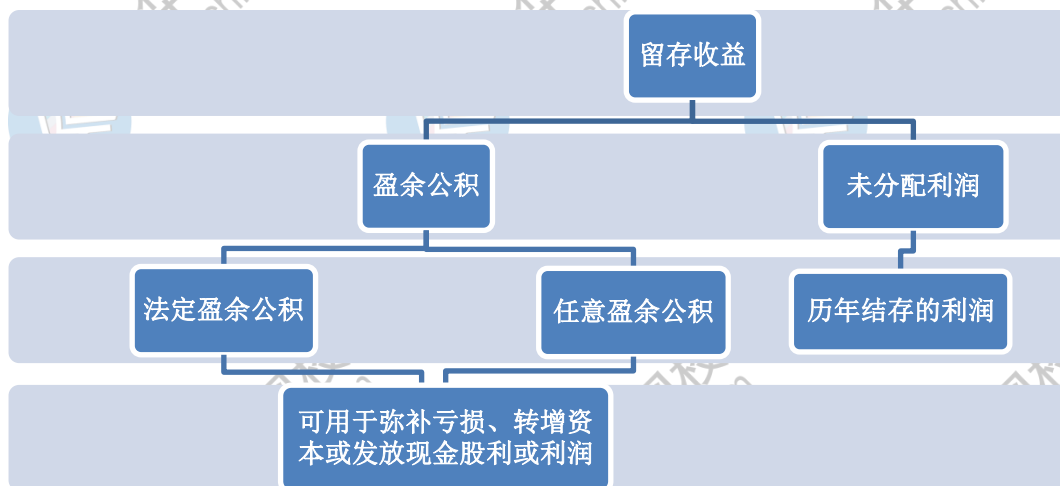 留存收益
盈余公积
未分配利润
法定盈余公积
任意盈余公积
历年结存的利润
可用于弥补亏损、转增资
本或发放现金股利或利润